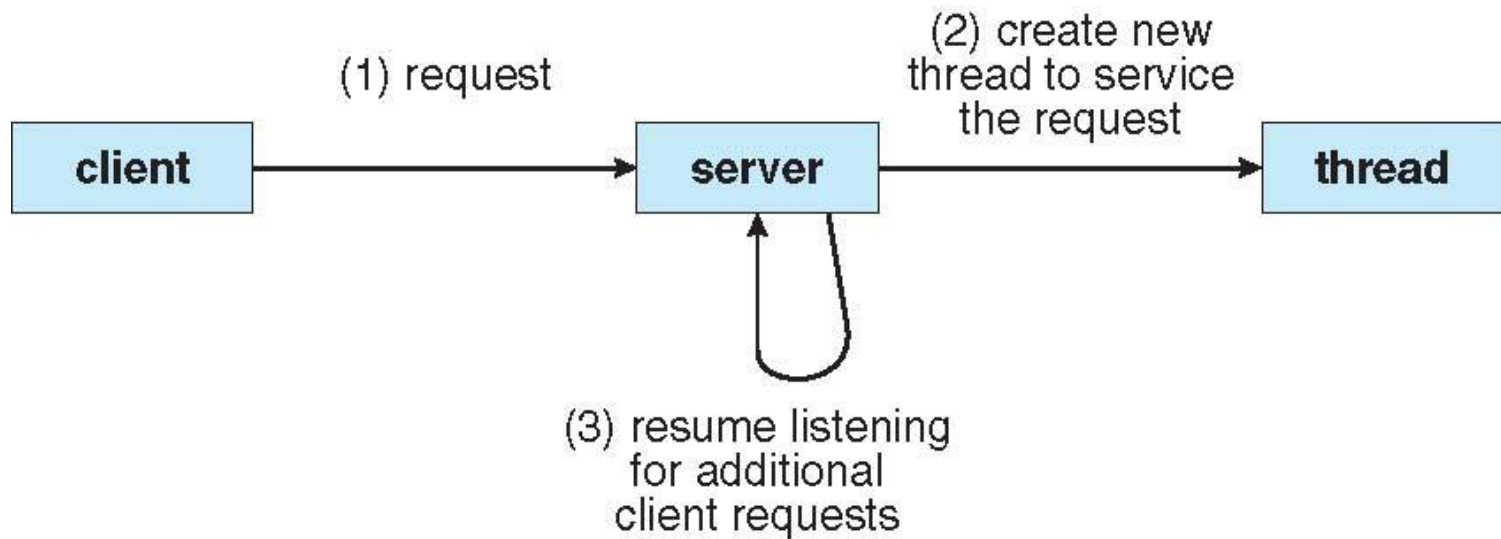 (1) request
(2) create new
thread to service
the request
client
server
thread
(3) resume listening
for additional
client requests